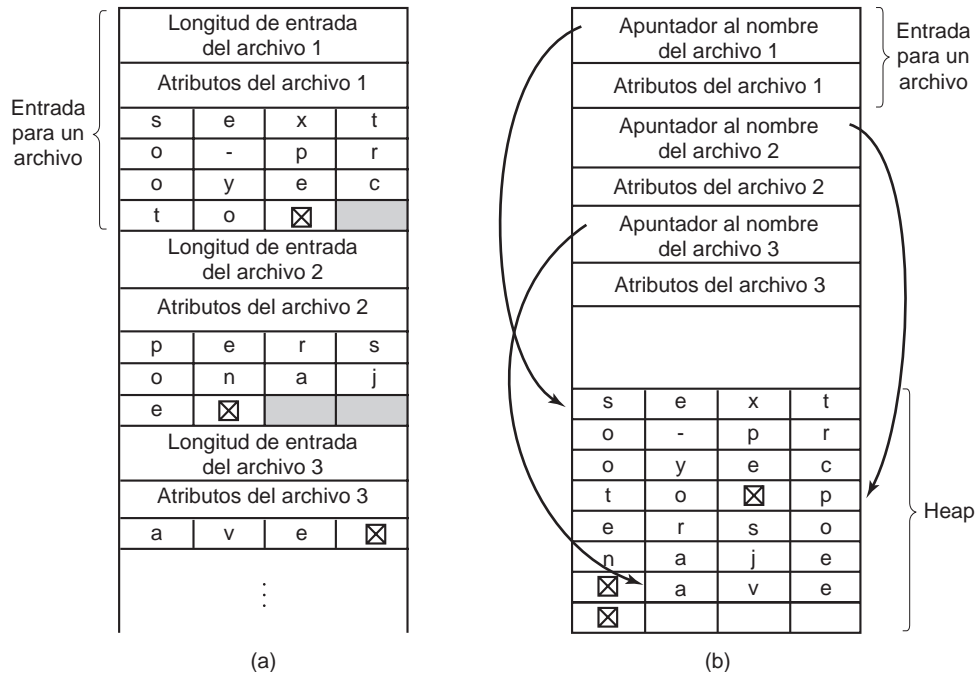 Longitud de entrada
del archivo 1
Atributos del archivo 1
Entrada
para un
archivo
s e x t
o - p r
o y e c
t o ☒
Longitud de entrada
del archivo 2
Atributos del archivo 2
p e r s
o n a j
e ☒
Longitud de entrada
del archivo 3
Atributos del archivo 3
a v e ☒
⋮
(a)
Apuntador al nombre
del archivo 1
Atributos del archivo 1
Entrada
para un
archivo
Apuntador al nombre
del archivo 2
Atributos del archivo 2
Apuntador al nombre
del archivo 3
Atributos del archivo 3
s e x t
o - p r
o y e c
t o ☒ p
e r s o
n a j e
☒ a v e
☒
Heap
(b)